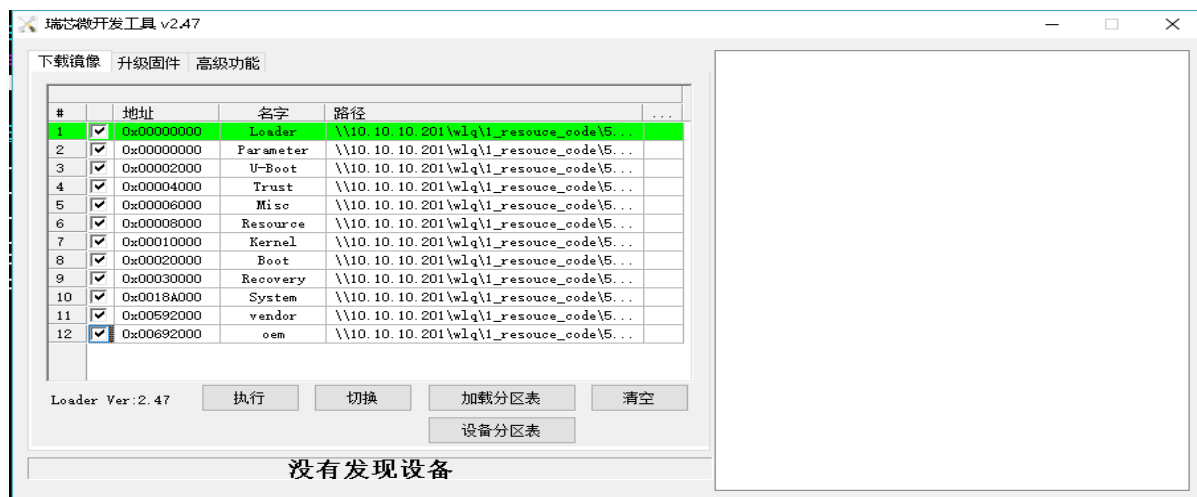 瑞芯微开发工具 v2.47
下载镜像 升级固件 高级功能
# 地址 名字 路径 ...
1 0x00000000 Loader \\10.10.10.201\wlq\1_resouce_code\5...
2 0x00000000 Parameter \\10.10.10.201\wlq\1_resouce_code\5...
3 0x00002000 U-Boot \\10.10.10.201\wlq\1_resouce_code\5...
4 0x00004000 Trust \\10.10.10.201\wlq\1_resouce_code\5...
5 0x00006000 Misc \\10.10.10.201\wlq\1_resouce_code\5...
6 0x00008000 Resource \\10.10.10.201\wlq\1_resouce_code\5...
7 0x00010000 Kernel \\10.10.10.201\wlq\1_resouce_code\5...
8 0x00020000 Boot \\10.10.10.201\wlq\1_resouce_code\5...
9 0x00030000 Recovery \\10.10.10.201\wlq\1_resouce_code\5...
10 0x0018A000 System \\10.10.10.201\wlq\1_resouce_code\5...
11 0x00592000 vendor \\10.10.10.201\wlq\1_resouce_code\5...
12 0x00692000 oem \\10.10.10.201\wlq\1_resouce_code\5...
Loader Ver:2.47 执行 切换 加载分区表 清空
设备分区表
没有发现设备